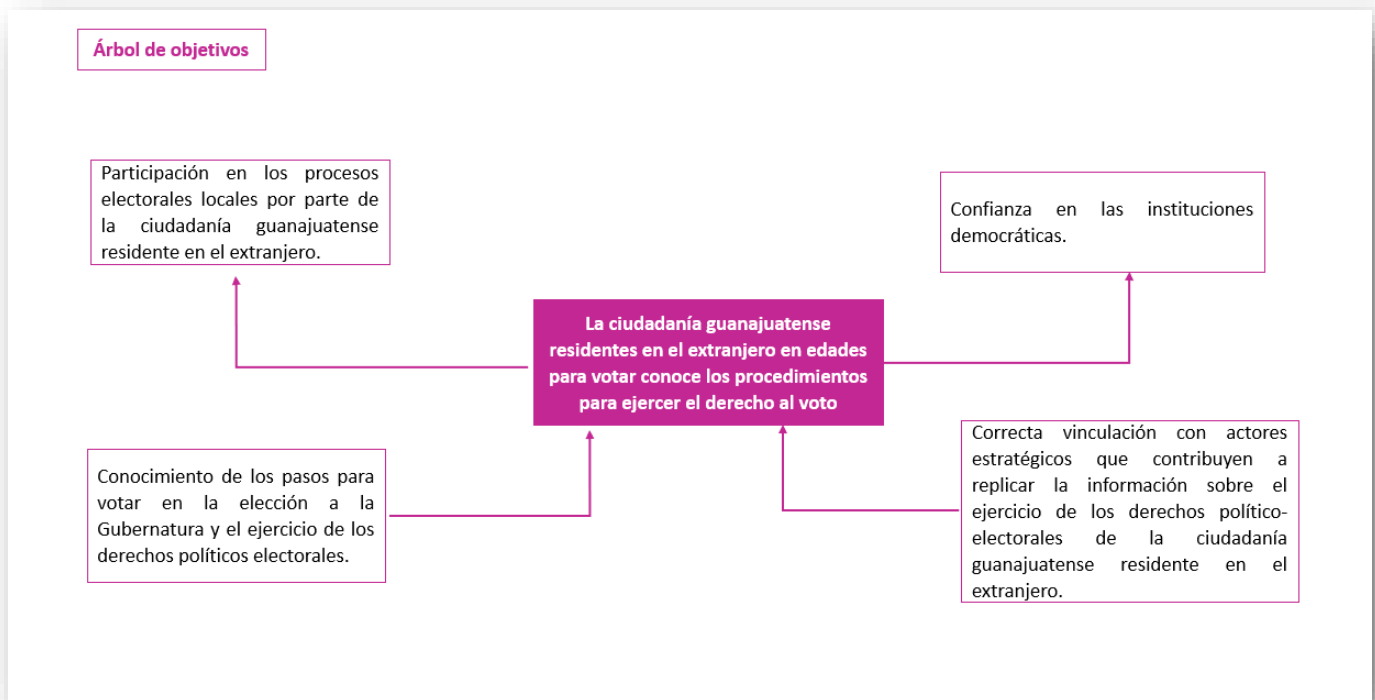 Árbol de objetivos
Participación en los procesos
electorales locales por parte de
la ciudadanía guanajuatense
residente en el extranjero.
Confianza en las instituciones
democráticas.
La ciudadanía guanajuatense
residentes en el extranjero en edades
para votar conoce los procedimientos
para ejercer el derecho al voto
Conocimiento de los pasos para
votar en la elección a la
Gubernatura y el ejercicio de los
derechos políticos electorales.
Correcta vinculación con actores
estratégicos que contribuyen a
replicar la información sobre el
ejercicio de los derechos político-
electorales de la ciudadanía
guanajuatense residente en el
extranjero.